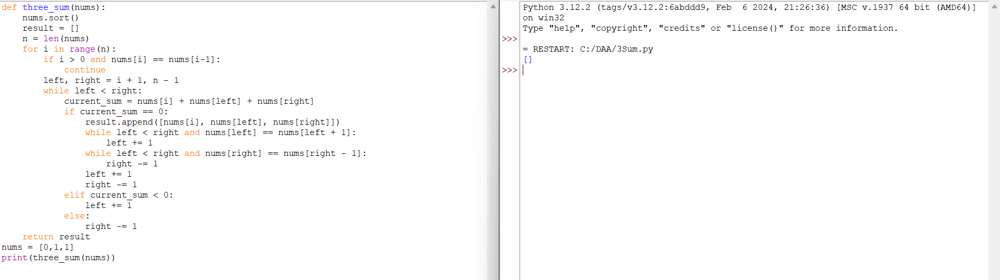 def three_sum(nums):
    nums.sort()
    result = []
    n = len(nums)
    for i in range(n):
        if i > 0 and nums[i] == nums[i-1]:
            continue
        left, right = i + 1, n - 1
        while left < right:
            current_sum = nums[i] + nums[left] + nums[right]
            if current_sum == 0:
                result.append([nums[i], nums[left], nums[right]])
                while left < right and nums[left] == nums[left + 1]:
                    left += 1
                while left < right and nums[right] == nums[right - 1]:
                    right -= 1
                left += 1
                right -= 1
            elif current_sum < 0:
                left += 1
            else:
                right -= 1
    return result
nums = [0,1,1]
print(three_sum(nums))
Python 3.12.2 (tags/v3.12.2:6abddd9, Feb  6 2024, 21:26:36) [MSC v.1937 64 bit (AMD64)]
on win32
Type "help", "copyright", "credits" or "license()" for more information.
>>>
= RESTART: C:/DAA/3Sum.py
[]
>>>